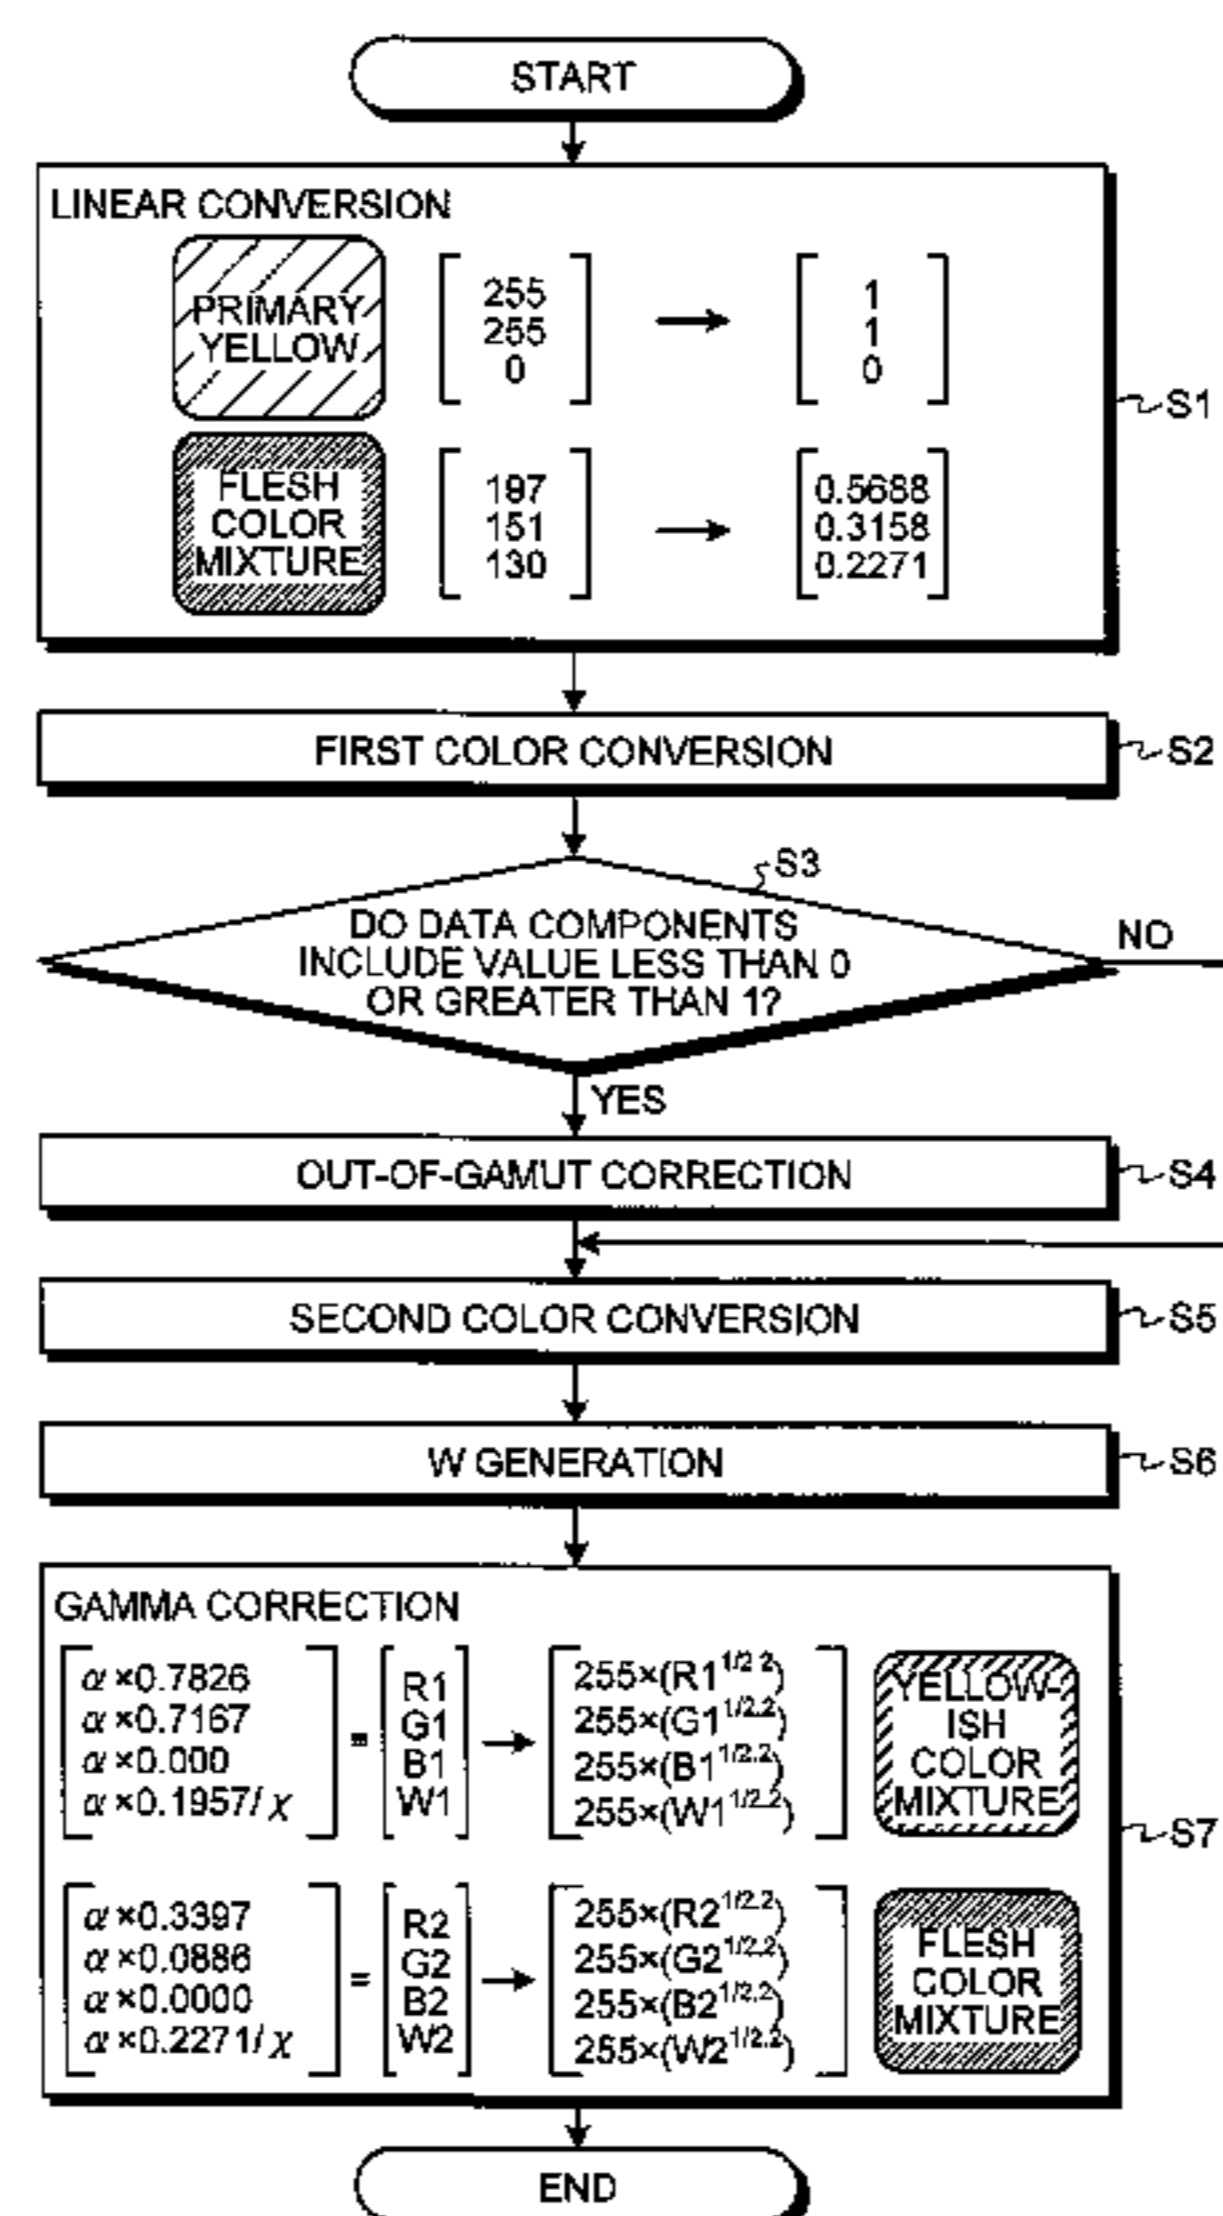 START
LINEAR CONVERSION
PRIMARY
YELLOW
255
255
0
1
1
0
S1
FLESH
COLOR
MIXTURE
197
151
130
0.5688
0.3158
0.2271
FIRST COLOR CONVERSION
S2
S3
DO DATA COMPONENTS
INCLUDE VALUE LESS THAN 0
OR GREATER THAN 1?
NO
YES
OUT-OF-GAMUT CORRECTION
S4
SECOND COLOR CONVERSION
S5
W GENERATION
S6
GAMMA CORRECTION
α×0.7826
α×0.7167
α×0.000
α×0.1957/χ
=
R1
G1
B1
W1
255×(R1^1/2.2)
255×(G1^1/2.2)
255×(B1^1/2.2)
255×(W1^1/2.2)
YELLOW-
ISH
COLOR
MIXTURE
S7
α×0.3397
α×0.0886
α×0.0000
α×0.2271/χ
=
R2
G2
B2
W2
255×(R2^1/2.2)
255×(G2^1/2.2)
255×(B2^1/2.2)
255×(W2^1/2.2)
FLESH
COLOR
MIXTURE
END